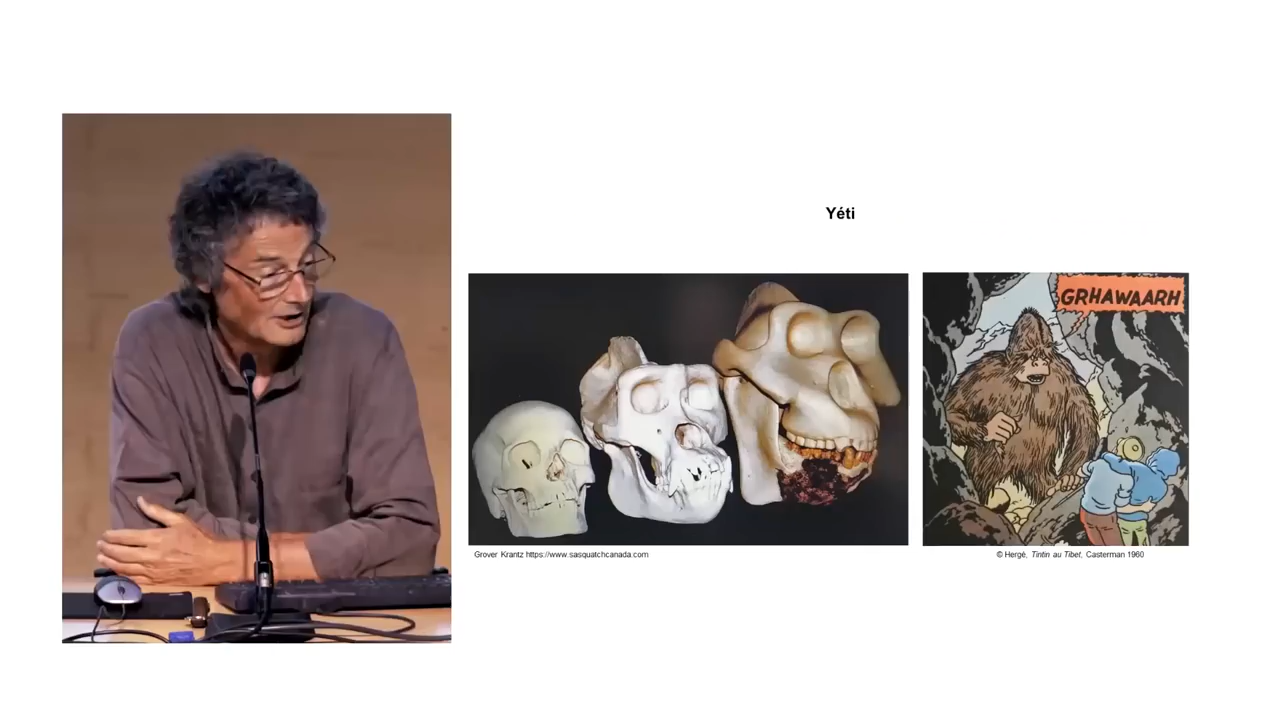 Yéti
GRHAWAARH
Grover Krantz https://www.sasquatchcanada.com
© Hergé, Tintin au Tibet, Casterman 1960